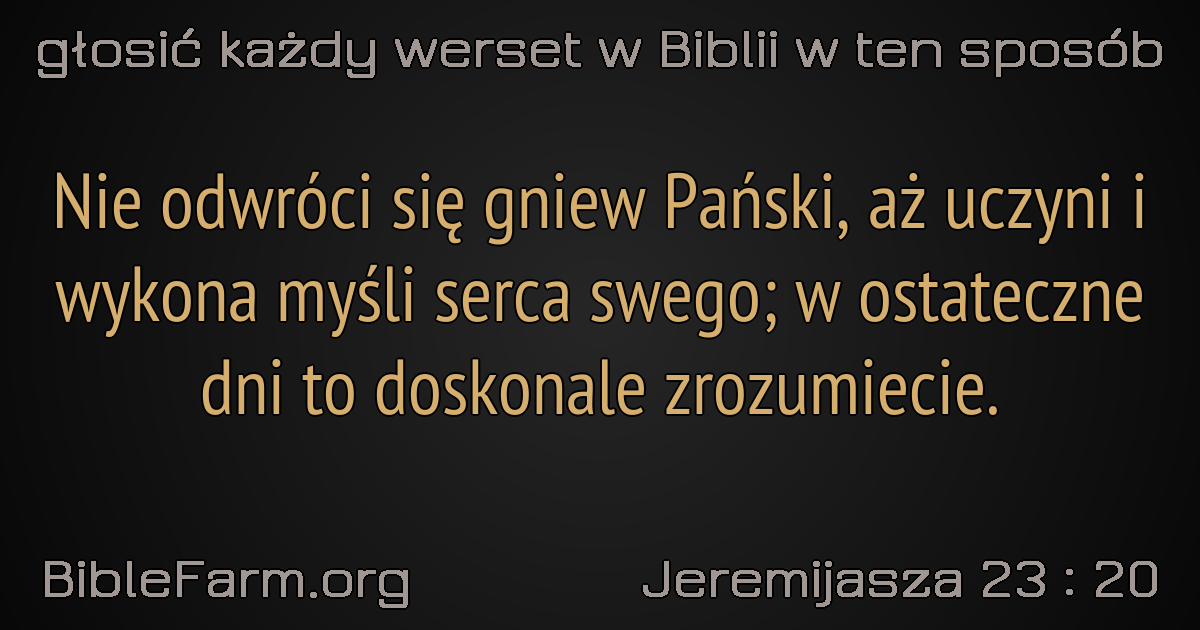 głosić każdy werset w Biblii w ten sposób
Nie odwróci się gniew Pański, aż uczyni i
wykona myśli serca swego; w ostateczne
dni to doskonale zrozumiecie.
BibleFarm.org
Jeremijasza 23 : 20